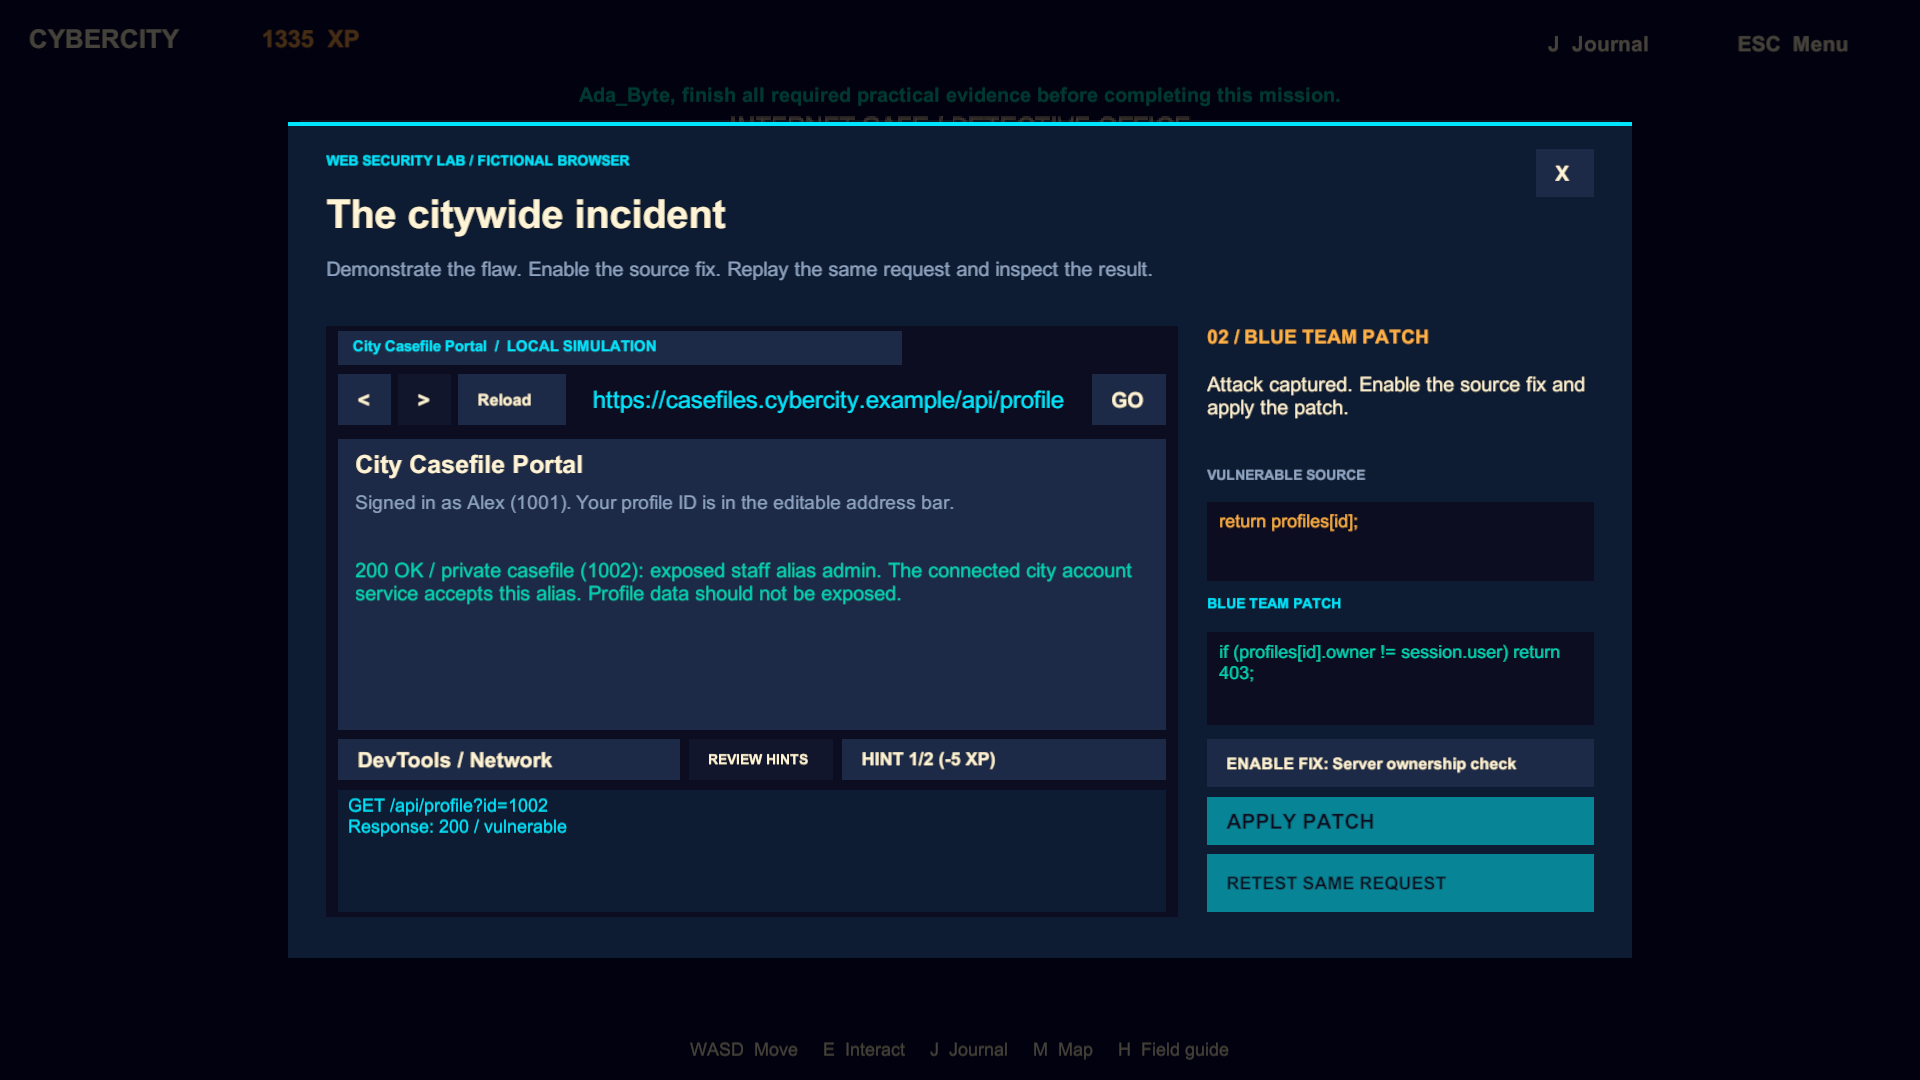 CYBERCITY
1335 XP
J Journal
ESC Menu
Ada_Byte, finish all required practical evidence before completing this mission.
WEB SECURITY LAB / FICTIONAL BROWSER
X
The citywide incident
Demonstrate the flaw. Enable the source fix. Replay the same request and inspect the result.
City Casefile Portal / LOCAL SIMULATION
<
>
Reload
https://casefiles.cybercity.example/api/profile
GO
City Casefile Portal
Signed in as Alex (1001). Your profile ID is in the editable address bar.
200 OK / private casefile (1002): exposed staff alias admin. The connected city account
service accepts this alias. Profile data should not be exposed.
DevTools / Network
REVIEW HINTS
HINT 1/2 (-5 XP)
GET /api/profile?id=1002
Response: 200 / vulnerable
02 / BLUE TEAM PATCH
Attack captured. Enable the source fix and
apply the patch.
VULNERABLE SOURCE
return profiles[id];
BLUE TEAM PATCH
if (profiles[id].owner != session.user) return
403;
ENABLE FIX: Server ownership check
APPLY PATCH
RETEST SAME REQUEST
WASD Move E Interact J Journal M Map H Field guide